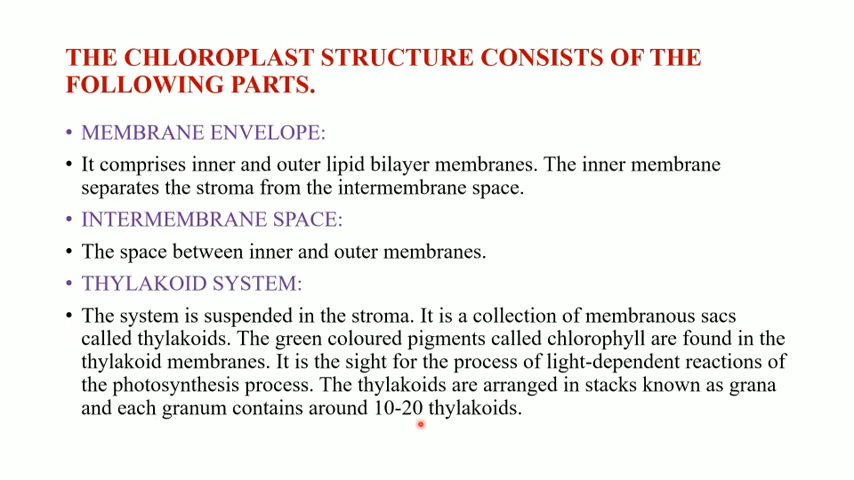 THE CHLOROPLAST STRUCTURE CONSISTS OF THE
FOLLOWING PARTS.
• MEMBRANE ENVELOPE:
• It comprises inner and outer lipid bilayer membranes. The inner membrane
separates the stroma from the intermembrane space.
• INTERMEMBRANE SPACE:
• The space between inner and outer membranes.
• THYLAKOID SYSTEM:
• The system is suspended in the stroma. It is a collection of membranous sacs
called thylakoids. The green coloured pigments called chlorophyll are found in the
thylakoid membranes. It is the sight for the process of light-dependent reactions of
the photosynthesis process. The thylakoids are arranged in stacks known as grana
and each granum contains around 10-20 thylakoids.